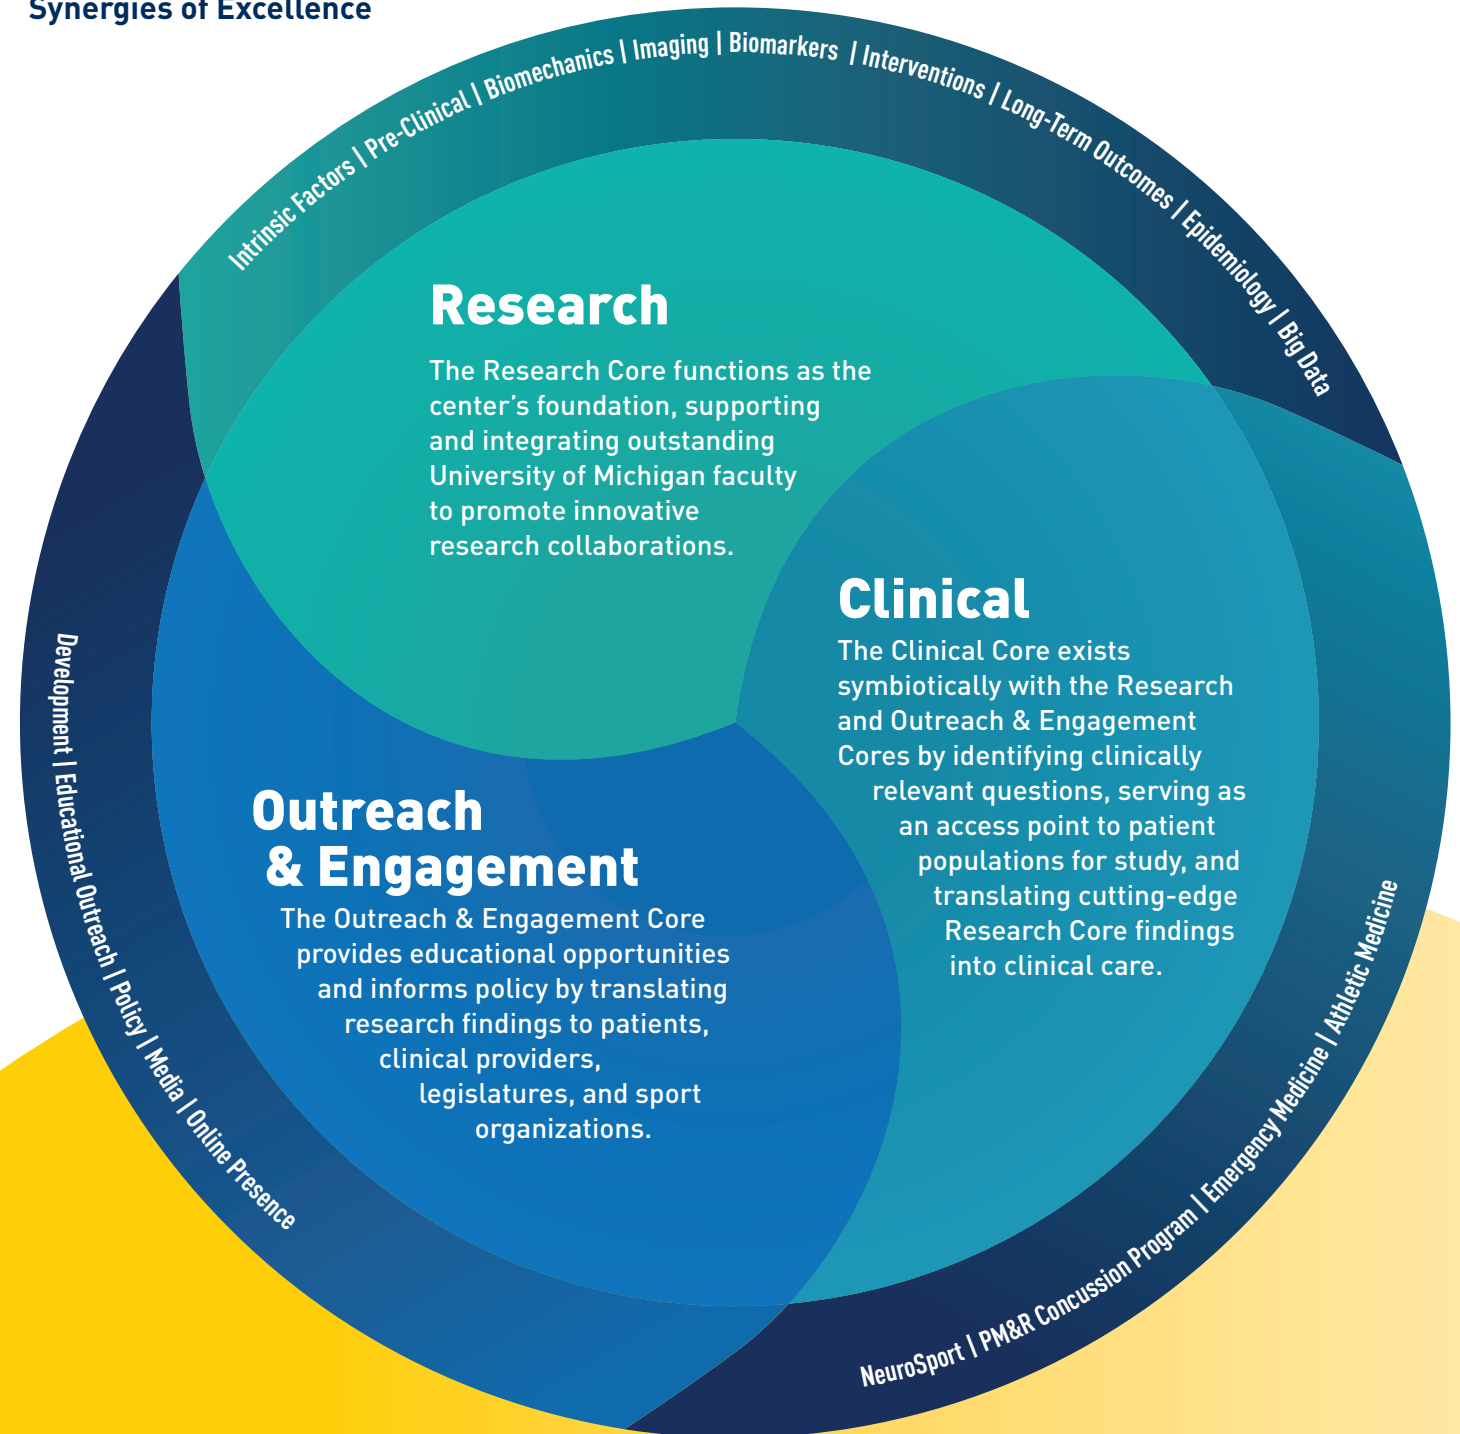 Synergies of Excellence
Intrinsic Factors | Pre-Clinical | Biomechanics | Imaging | Biomarkers | Interventions | Long-Term Outcomes | Epidemiology | Big Data
Research
The Research Core functions as the
center’s foundation, supporting
and integrating outstanding
University of Michigan faculty
to promote innovative
research collaborations.
Clinical
The Clinical Core exists
symbiotically with the Research
and Outreach & Engagement
Cores by identifying clinically
relevant questions, serving as
an access point to patient
populations for study, and
translating cutting-edge
Research Core findings
into clinical care.
NeuroSport | PM&R Concussion Program | Emergency Medicine | Athletic Medicine
Outreach
& Engagement
The Outreach & Engagement Core
provides educational opportunities
and informs policy by translating
research findings to patients,
clinical providers,
legislatures, and sport
organizations.
Development | Educational Outreach | Policy | Media | Online Presence